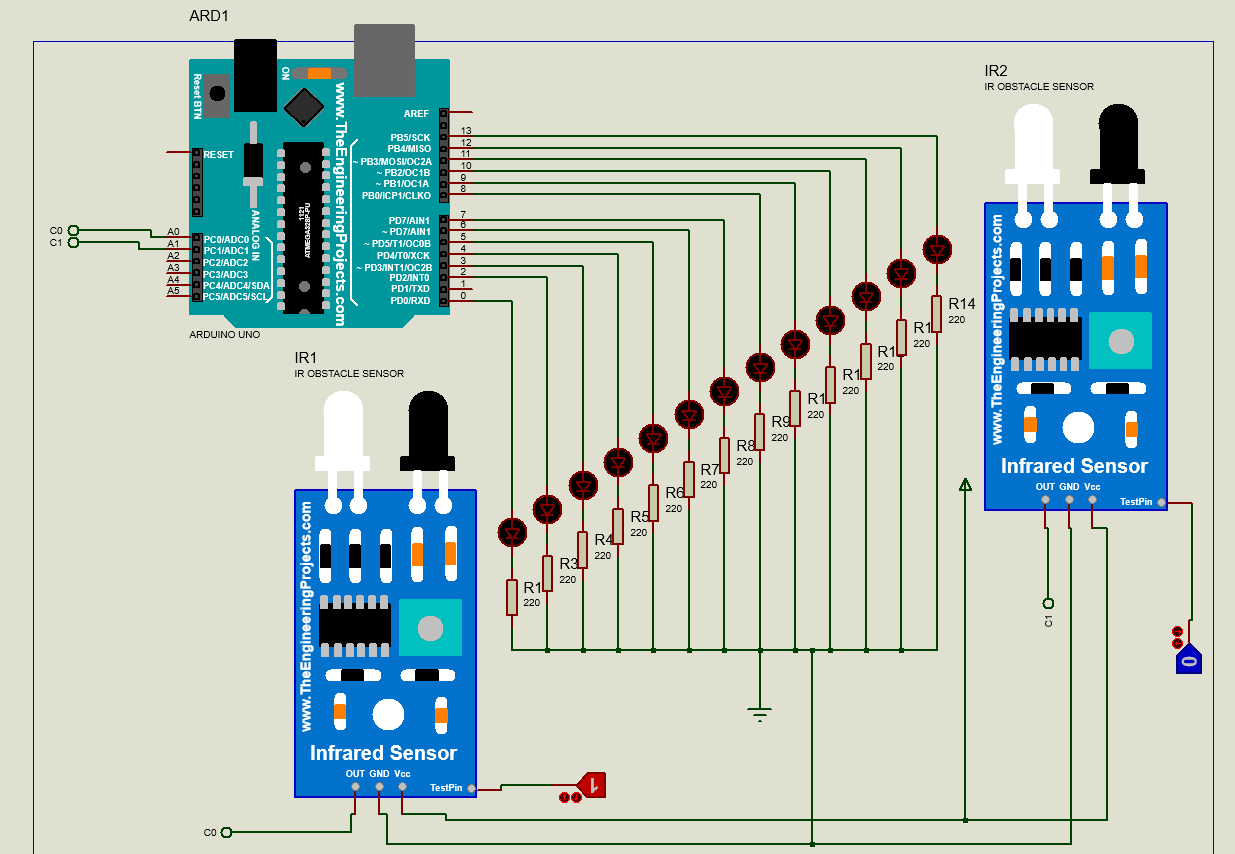 ARD1
ON
Reset BTN
www.TheEngineeringProjects.com
AREF
RESET
PB5/SCK
13
PB4/MISO
12
~ PB3/MOSI/OC2A
11
~ PB2/OC1B
10
~ PB1/OC1A
9
PB0/ICP1/CLKO
8
1121
ATMEGA328P-PU
ANALOG IN
PD7/AIN1
7
~ PD7/AIN1
6
~ PD5/T1/OC0B
5
PD4/T0/XCK
4
~ PD3/INT1/OC2B
3
PD2/INT0
2
PD1/TXD
1
PD0/RXD
0
C0
C1
A0
PC0/ADC0
A1
PC1/ADC1
A2
PC2/ADC2
A3
PC3/ADC3
A4
PC4/ADC4/SDA
A5
PC5/ADC5/SCL
ARDUINO UNO
IR2
IR OBSTACLE SENSOR
www.TheEngineeringProjects.com
Infrared Sensor
OUT GND Vcc
TestPin
C1
0
R14
220
R1
220
R1
220
R1
220
R1
220
R9
220
R8
220
R7
220
R6
220
R5
220
R4
220
R3
220
R1
220
IR1
IR OBSTACLE SENSOR
www.TheEngineeringProjects.com
Infrared Sensor
OUT GND Vcc
TestPin
1
C0